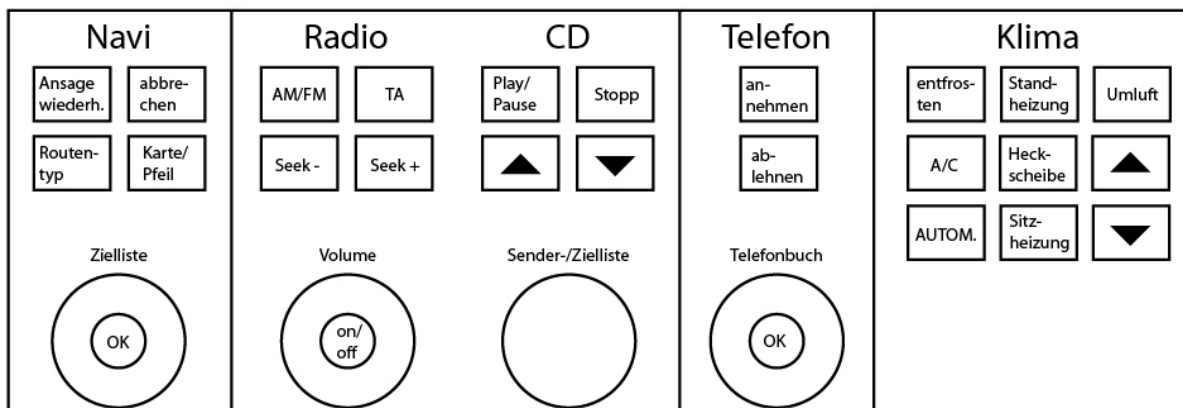 Navi
Ansage
wiederh.
abbre-
chen
Routen-
typ
Karte/
Pfeil
Zielliste
OK
Radio
CD
AM/FM
TA
Seek -
Seek +
Play/
Pause
Stopp
Volume
on/
off
Sender-/Zielliste
Telefon
an-
nehmen
ab-
lehnen
Telefonbuch
OK
Klima
entfros-
ten
Stand-
heizung
Umluft
A/C
Heck-
scheibe
AUTOM.
Sitz-
heizung